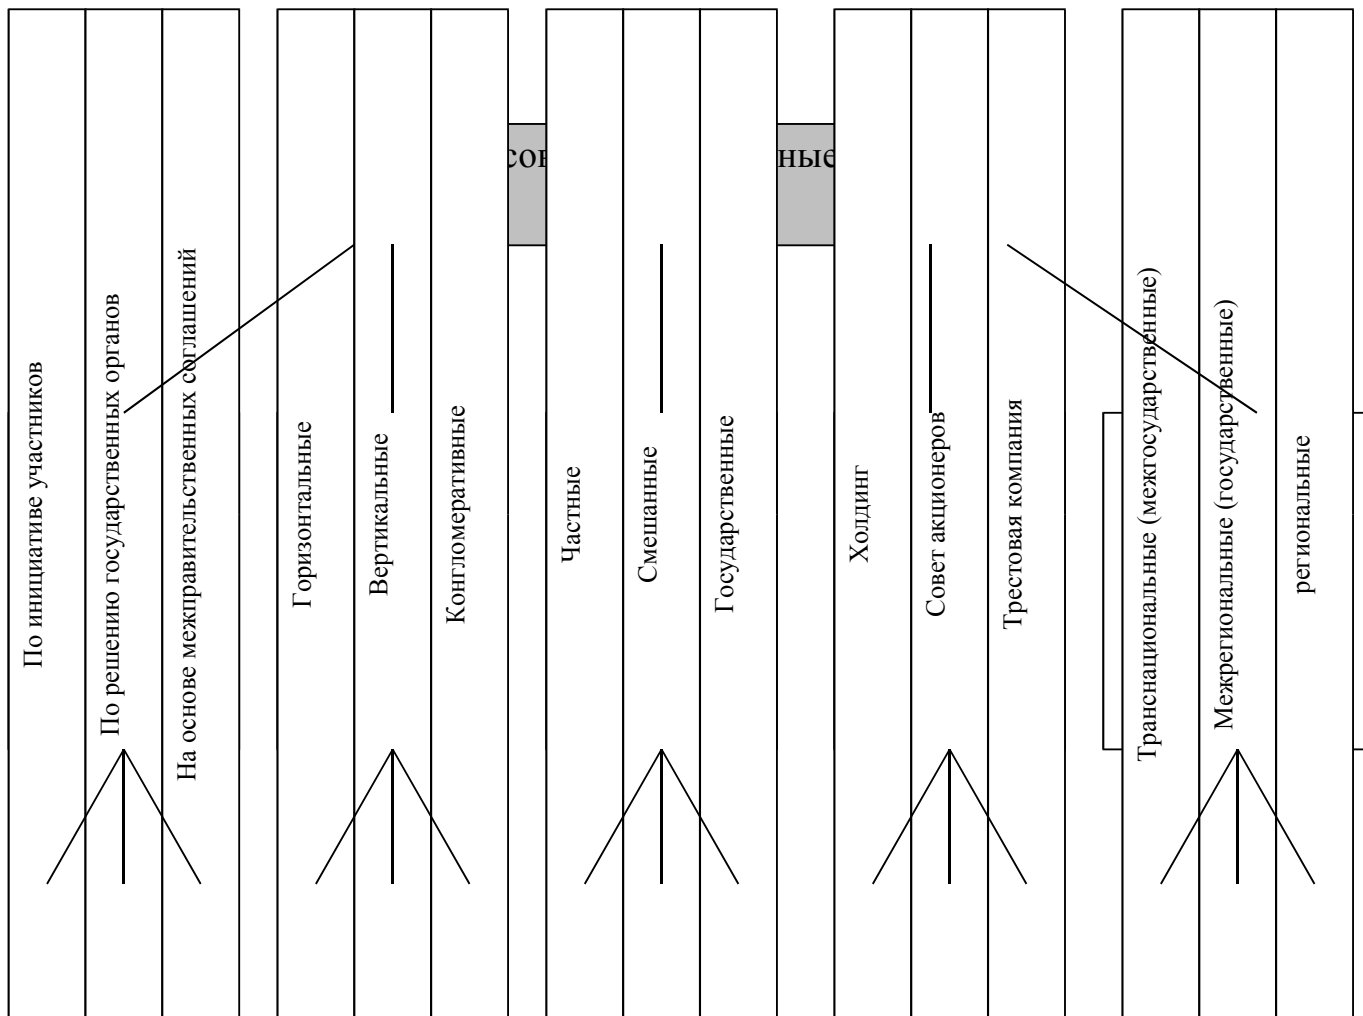 По инициативе участников
По решению государственных органов
На основе межправительственных соглашений
Горизонтальные
Вертикальные
Конгломеративные
Частные
Смешанные
Государственные
Холдинг
Совет акционеров
Трестовая компания
Транснациональные (межгосударственные)
Межрегиональные (государственные)
региональные